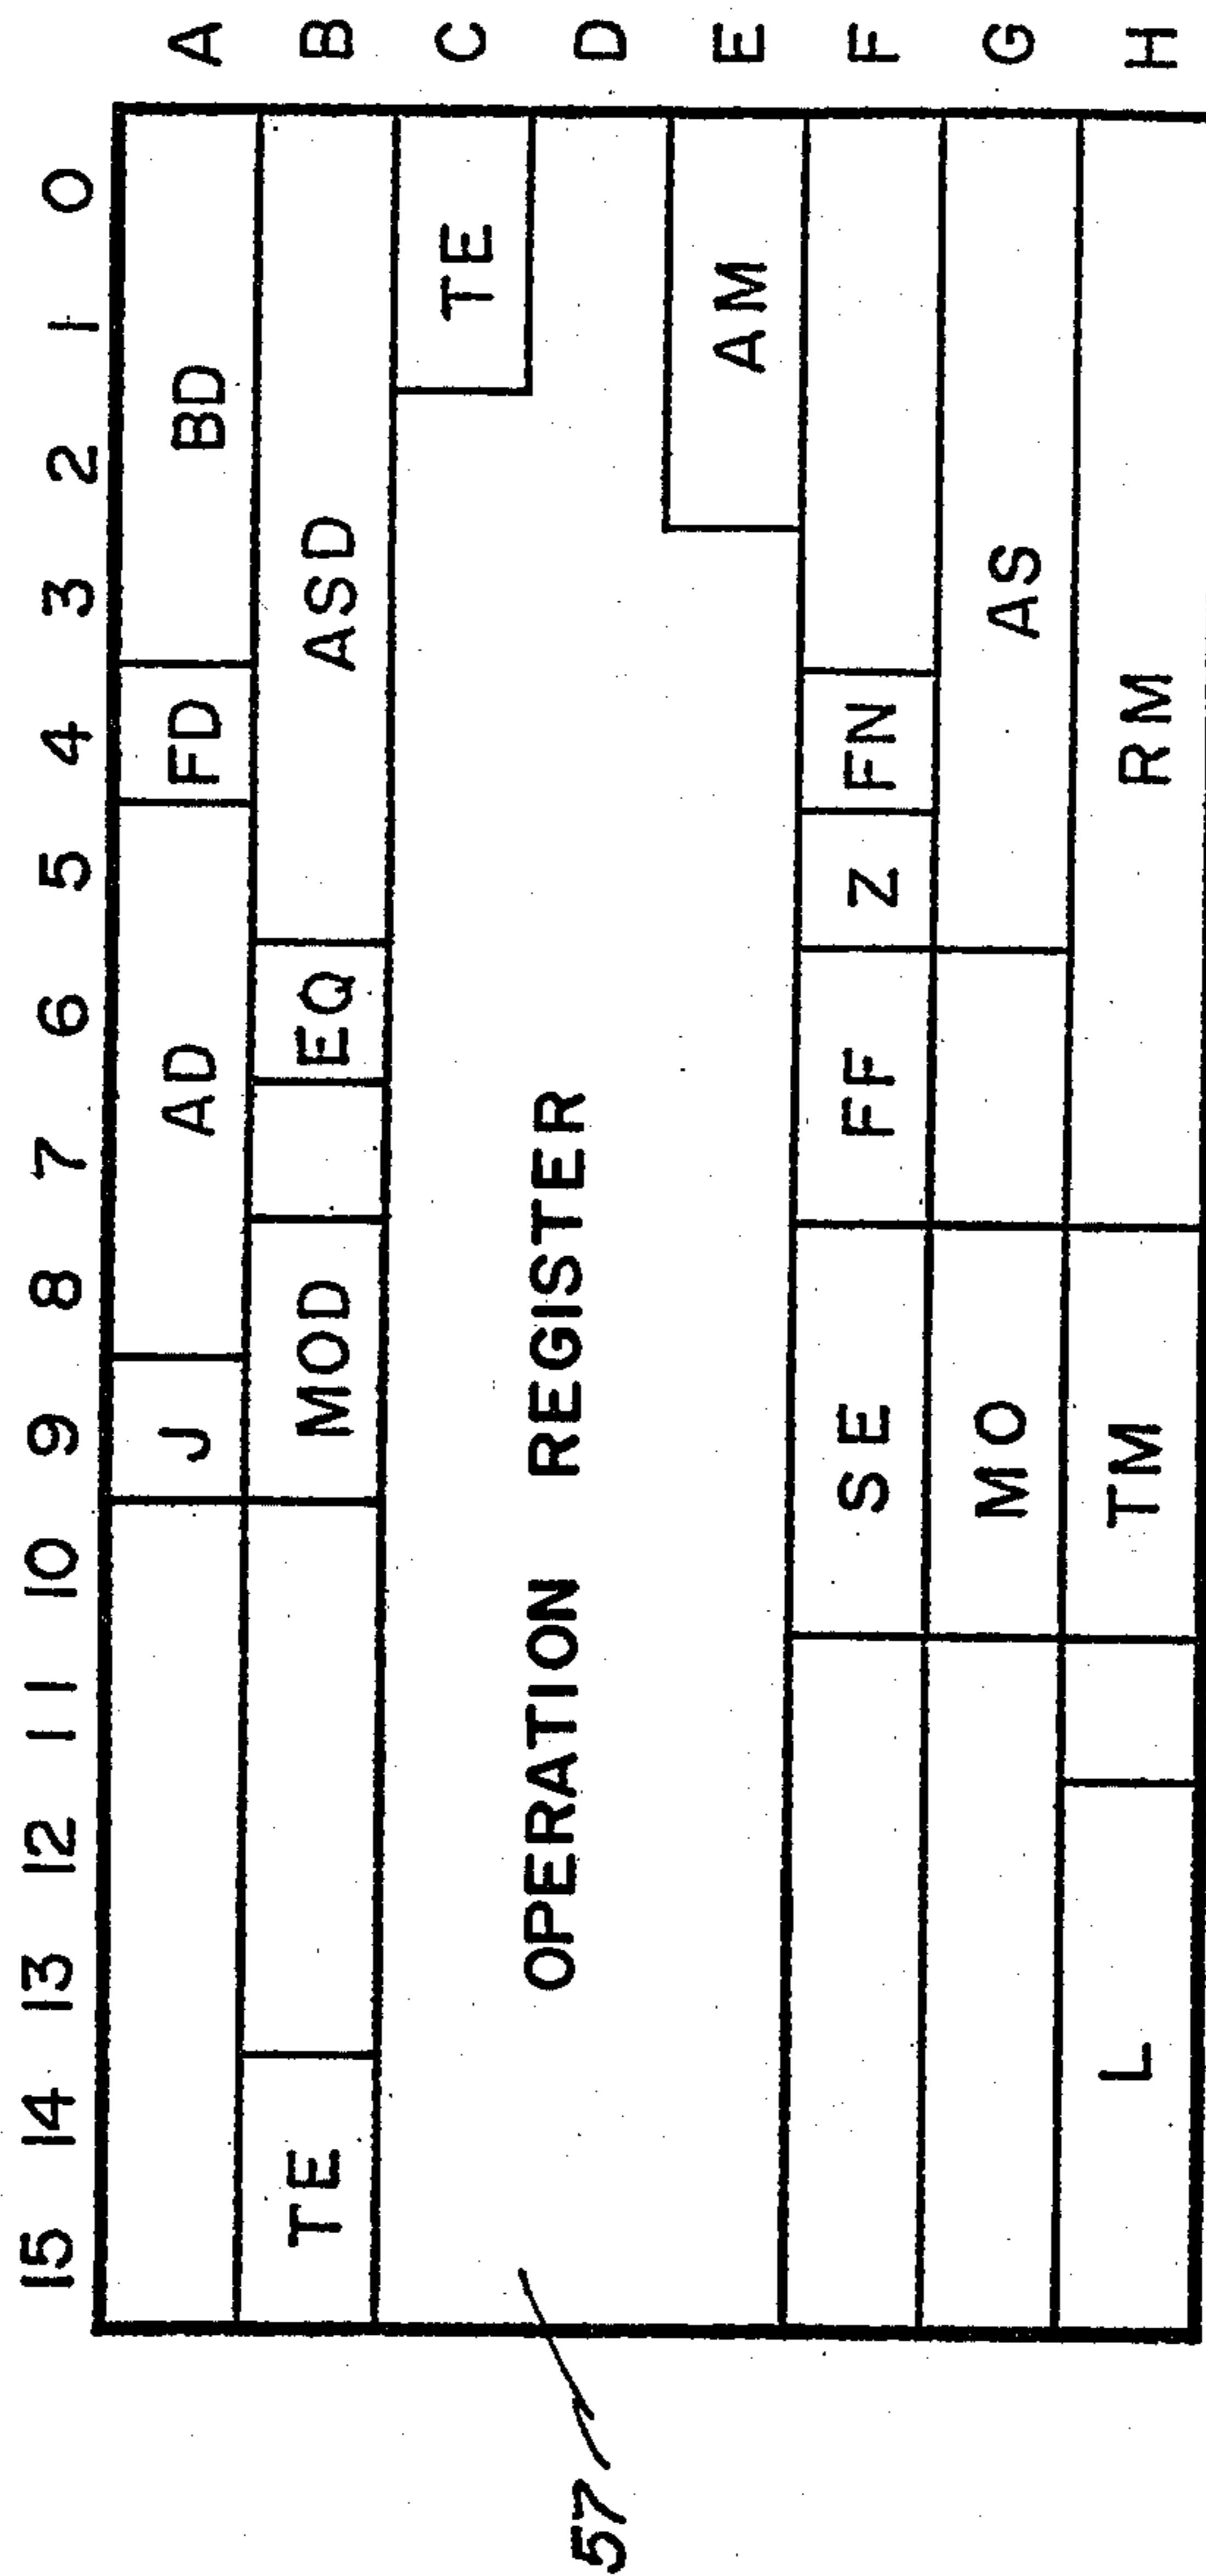 15 14 13 12 11 10 9 8 7 6 5 4 3 2 1 0
J AD FD BD A
TE MOD EQ ASD B
TE C
OPERATION REGISTER D
AM E
SE FF Z FN F
MO AS G
L TM RM H
57